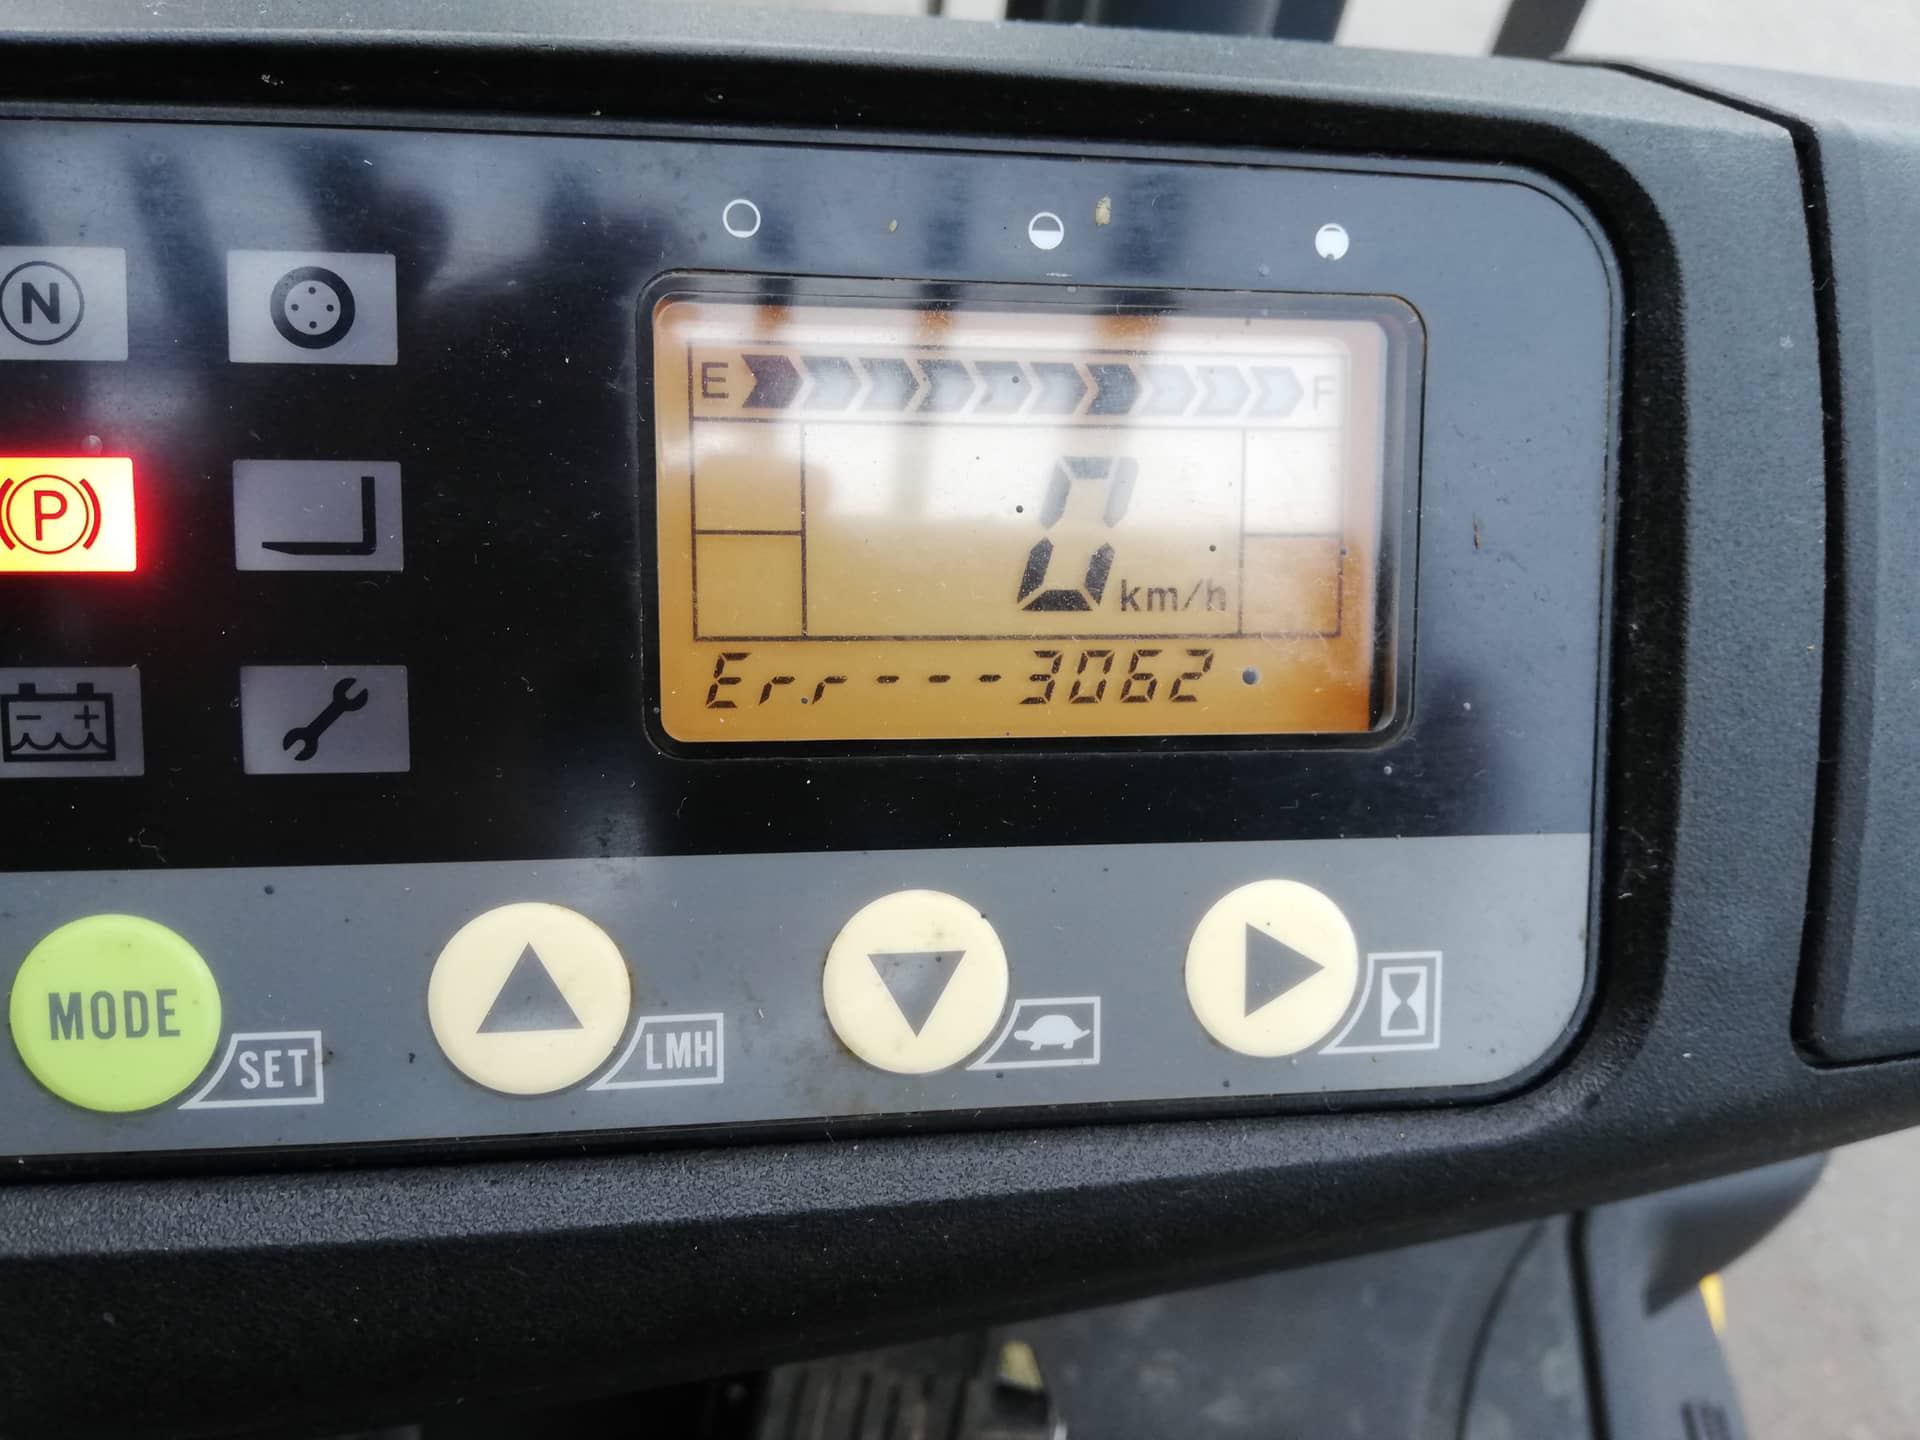 N
E F
P
0 km/h
Err---3062
- +
MODE SET LMH